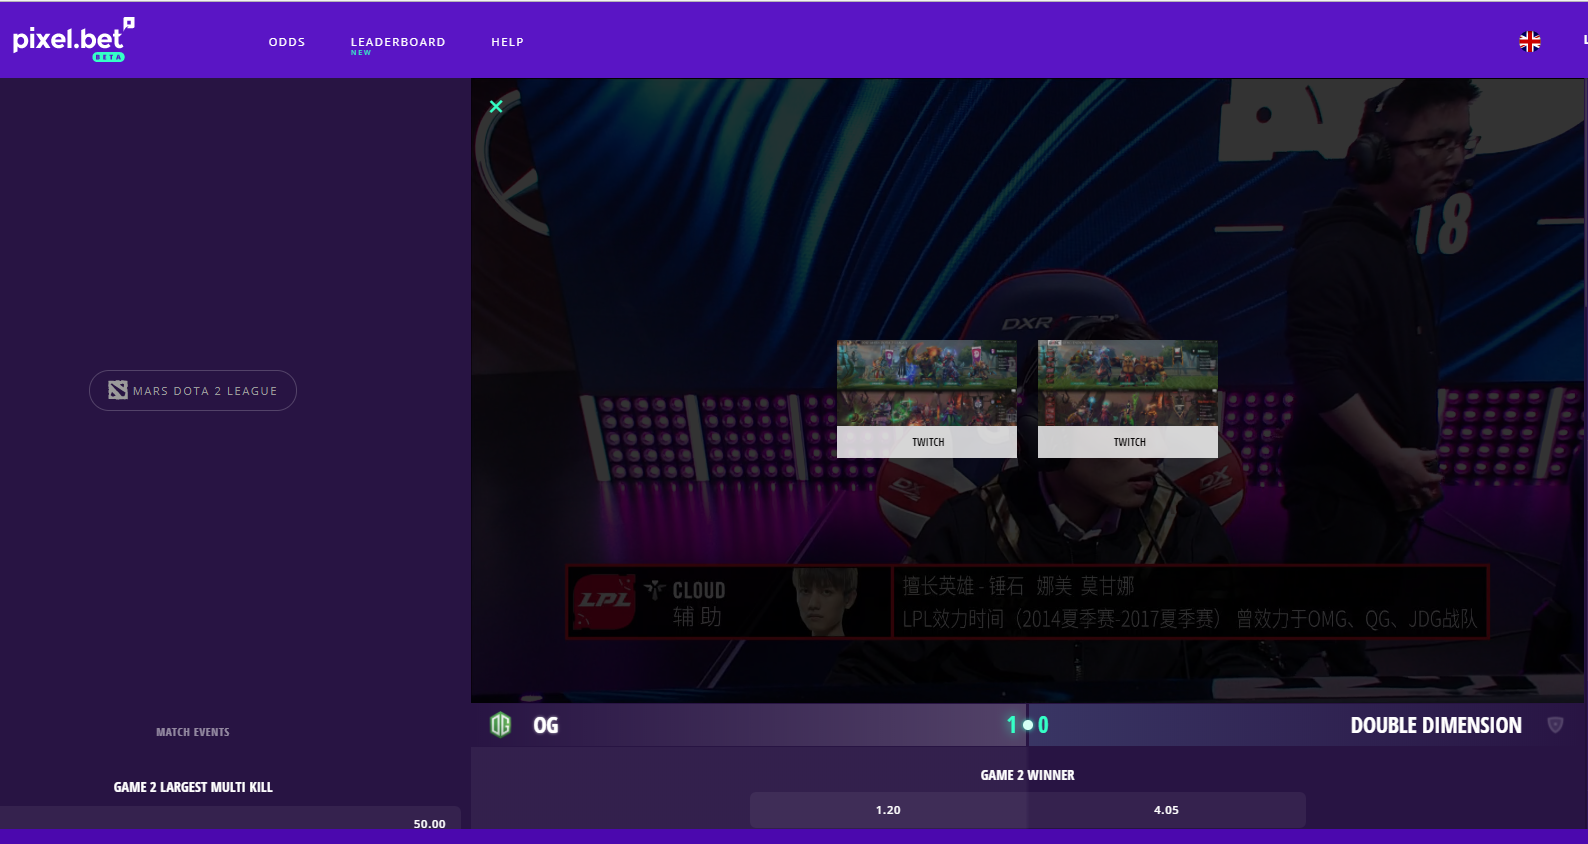 pixel.bet
BETA
ODDS
LEADERBOARD
NEW
HELP
18
MARS DOTA 2 LEAGUE
TWITCH
TWITCH
LPL
CLOUD
辅助
擅长英雄 - 锤石 娜美 莫甘娜
LPL效力时间（2014夏季赛-2017夏季赛） 曾效力于OMG、QG、JDG战队
OG
OG
1
0
DOUBLE DIMENSION
MATCH EVENTS
GAME 2 LARGEST MULTI KILL
50.00
GAME 2 WINNER
1.20
4.05